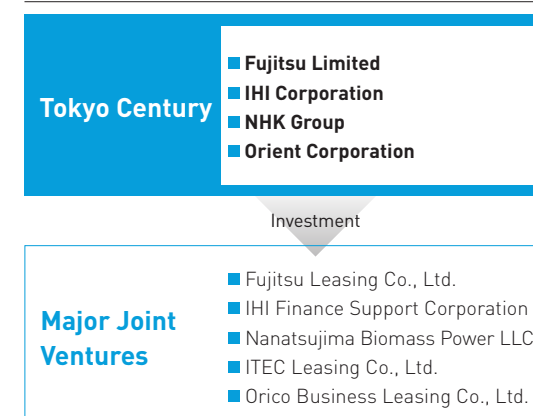 Tokyo Century
■ Fujitsu Limited
■ IHI Corporation
■ NHK Group
■ Orient Corporation
Investment
Major Joint
Ventures
■ Fujitsu Leasing Co., Ltd.
■ IHI Finance Support Corporation
■ Nanatsujima Biomass Power LLC
■ ITEC Leasing Co., Ltd.
■ Orico Business Leasing Co., Ltd.